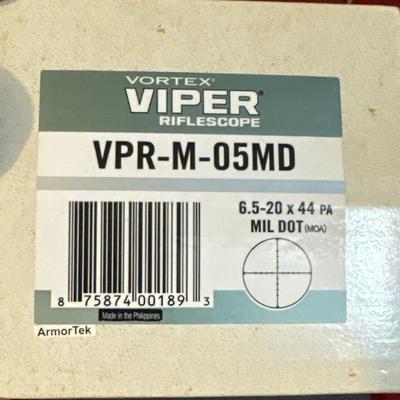 VORTEX®
VIPER®
RIFLESCOPE
VPR-M-05MD
6.5-20 x 44 PA
MIL DOT (MOA)
8 75874 00189 3
Made in the Philippines
ArmorTek